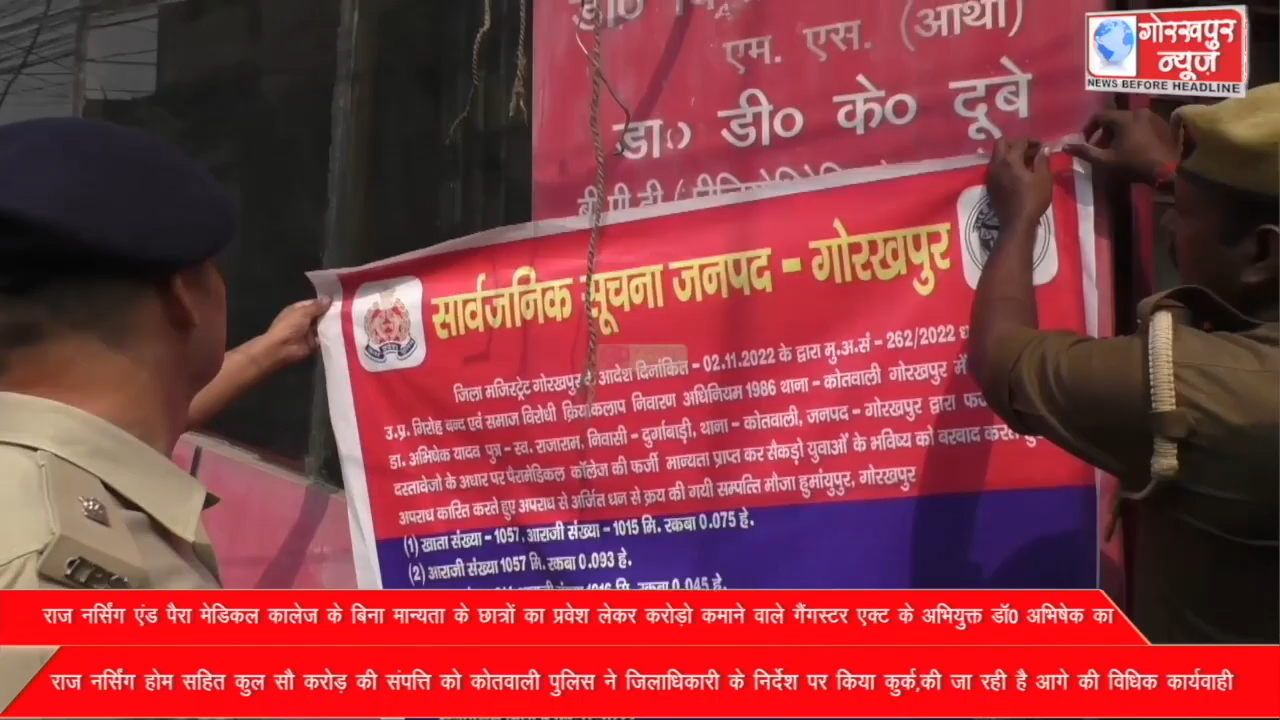 एम. एस. (आर्थो)
डा० डी० के० दूबे
गोरखपुर
न्यूज़
NEWS BEFORE HEADLINE
सार्वजनिक सूचना जनपद - गोरखपुर
जिला मजिस्ट्रेट गोरखपुर आदेश दिनांकित - 02.11.2022 के द्वारा मु.अ.सं - 262/2022
उ.प्र. गिरोह बन्द एवं समाज विरोधी क्रियाकलाप निवारण अधिनियम 1986 थाना - कोतवाली गोरखपुर में
डा. अभिषेक यादव पुत्र - स्व. राजाराम, निवासी - दुर्गाबाड़ी, थाना - कोतवाली, जनपद - गोरखपुर द्वारा
दस्तावेजो के अधार पर पैरामेडिकल कॉलेज की फर्जी मान्यता प्राप्त कर सैकड़ो युवाओं के भविष्य को बरबाद
अपराध कारित करते हुए अपराध से अर्जित धन से क्रय की गयी सम्पत्ति मौजा हुमांयुपुर, गोरखपुर
(1) खाता संख्या - 1057, आराजी संख्या - 1015 मि. रकबा 0.075 हे.
(2) आराजी संख्या 1057 मि. रकबा 0.093 हे.
मि. रकबा 0.045 हे.
राज नर्सिंग एंड पैरा मेडिकल कालेज के बिना मान्यता के छात्रों का प्रवेश लेकर करोड़ो कमाने वाले गैंगस्टर एक्ट के अभियुक्त डॉ0 अभिषेक का
राज नर्सिंग होम सहित कुल सौ करोड़ की संपत्ति को कोतवाली पुलिस ने जिलाधिकारी के निर्देश पर किया कुर्क,की जा रही है आगे की विधिक कार्यवाही